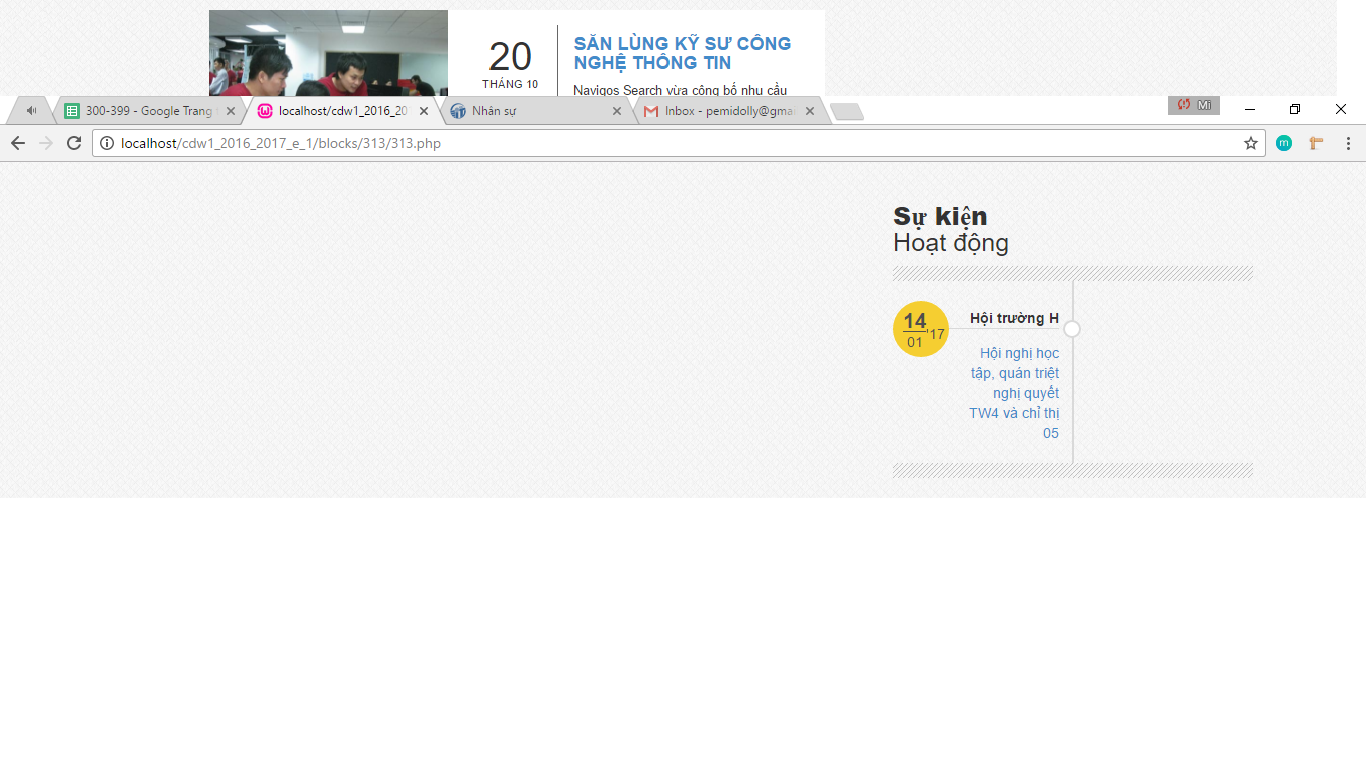 20
THÁNG 10
SĂN LÙNG KỸ SƯ CÔNG
NGHỆ THÔNG TIN
Navigos Search vừa công bố nhu cầu
300-399 - Google Trang
localhost/cdw1_2016_20
Nhân sự
Inbox - pemidolly@gma
Mi
localhost/cdw1_2016_2017_e_1/blocks/313/313.php
m
Sự kiện
Hoạt động
14
01
'17
Hội trường H
Hội nghị học
tập, quán triệt
nghị quyết
TW4 và chỉ thị
05